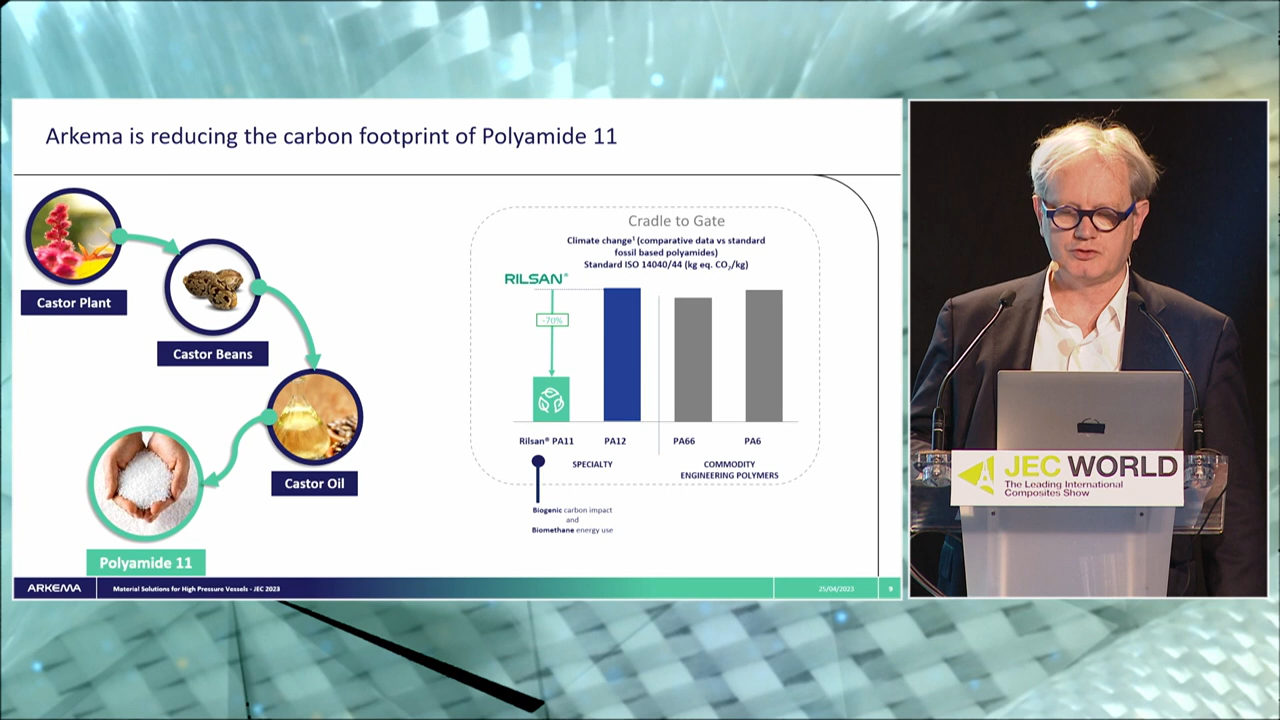 Arkema is reducing the carbon footprint of Polyamide 11
Castor Plant
Castor Beans
Castor Oil
Polyamide 11
Cradle to Gate
Climate change¹ (comparative data vs standard
fossil based polyamides)
Standard ISO 14040/44 (kg eq. CO₂/kg)
RILSAN®
-70%
Rilsan® PA11
PA12
PA66
PA6
SPECIALTY
COMMODITY
ENGINEERING POLYMERS
Biogenic carbon impact
and
Biomethane energy use
ARKEMA
Material Solutions for High Pressure Vessels - JEC 2023
25/04/2023
9
JEC WORLD
The Leading International
Composites Show